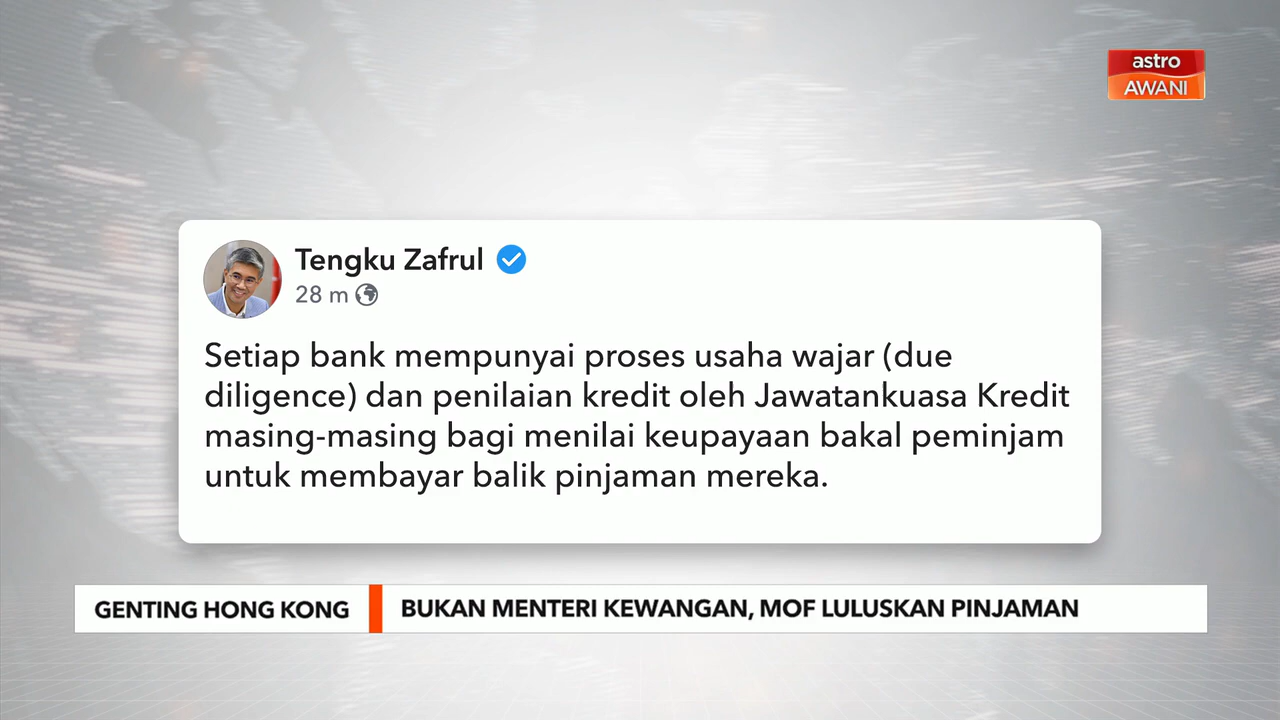 astro
AWANI
Tengku Zafrul
28 m
Setiap bank mempunyai proses usaha wajar (due
diligence) dan penilaian kredit oleh Jawatankuasa Kredit
masing-masing bagi menilai keupayaan bakal peminjam
untuk membayar balik pinjaman mereka.
GENTING HONG KONG
BUKAN MENTERI KEWANGAN, MOF LULUSKAN PINJAMAN